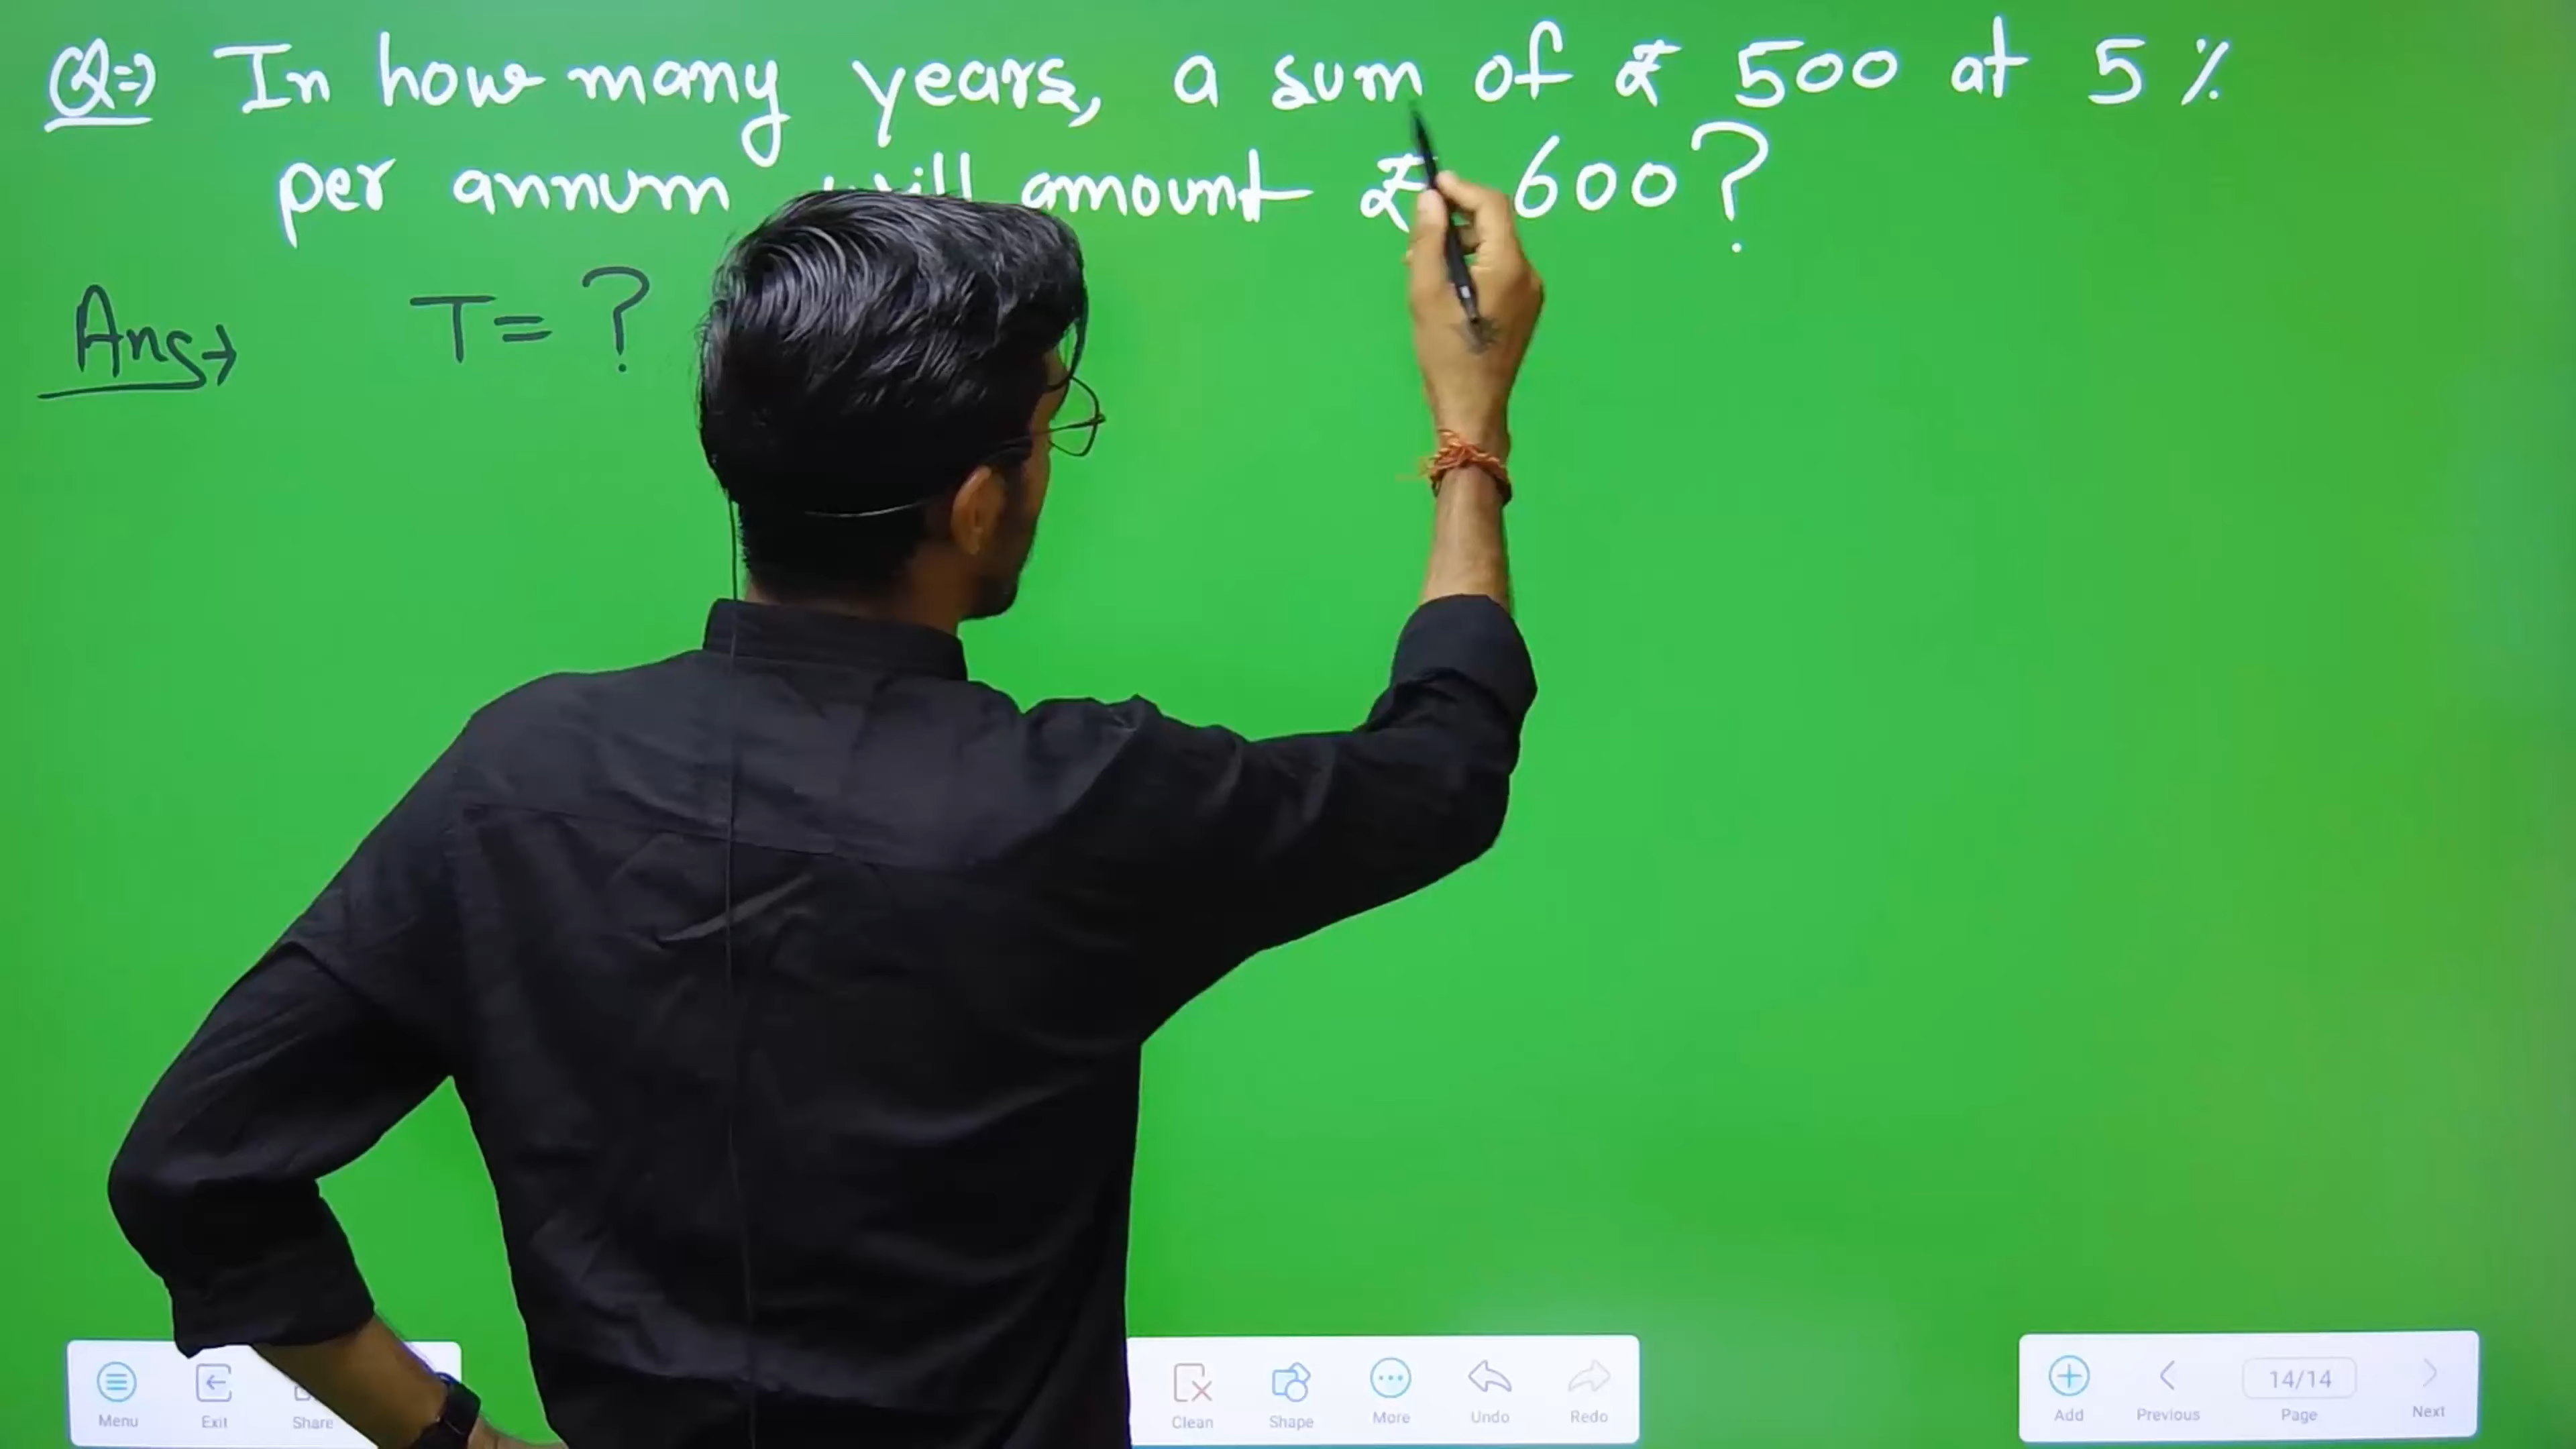 Q⇒ In how many years, a sum of ₹ 500 at 5 %
per annum will amount ₹ 600?
Ans→ T = ?
Menu Exit Share Clean Shape More Undo Redo Add Previous 14/14 Page Next